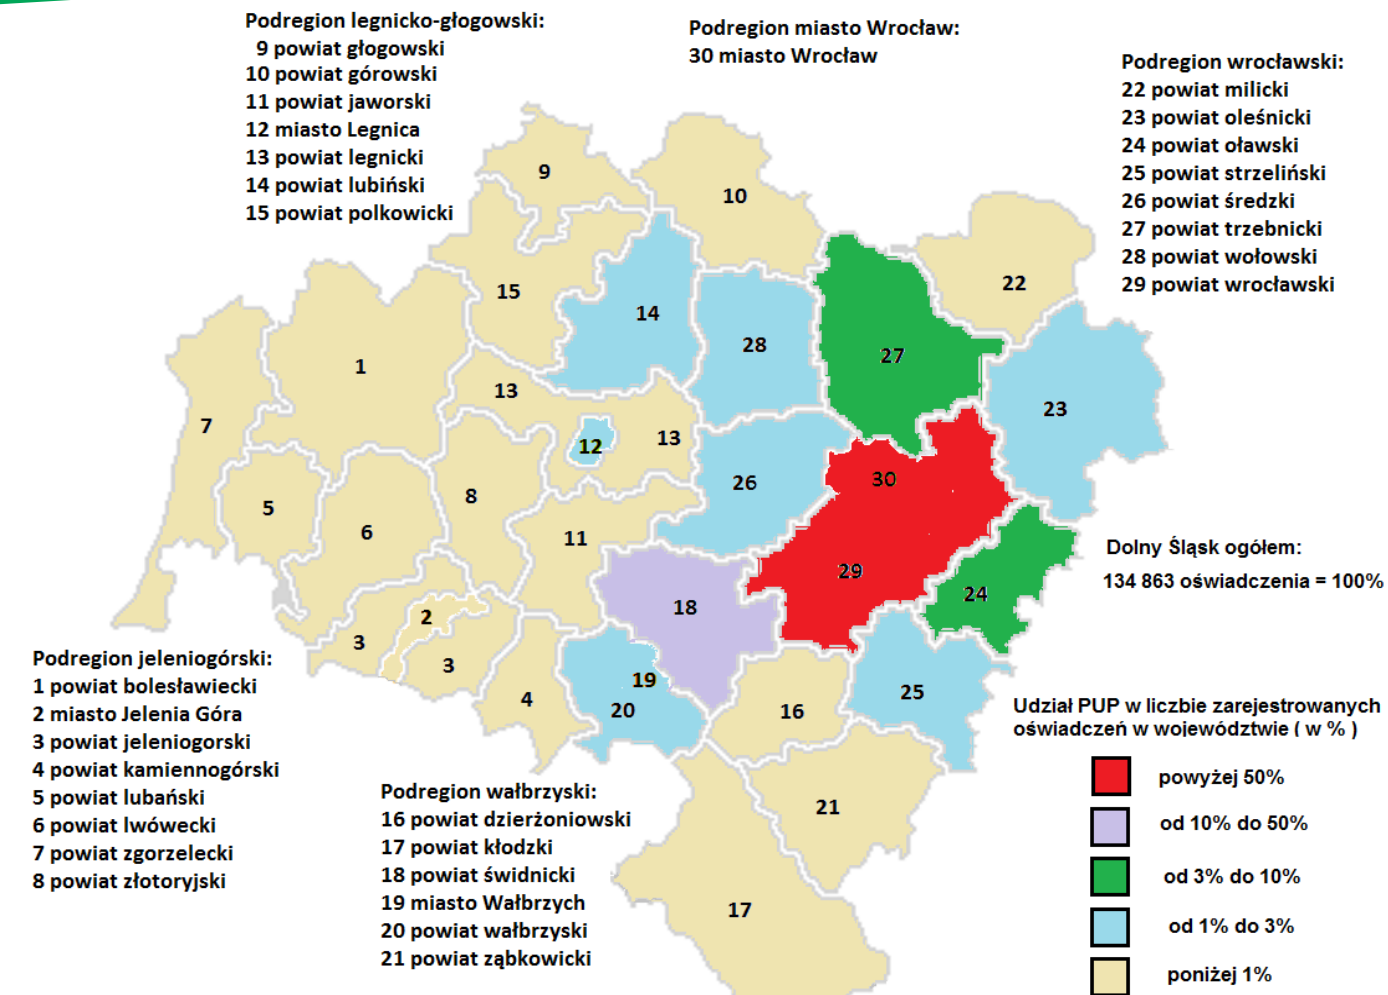 Podregion legnicko-głogowski:
9 powiat głogowski
10 powiat górowski
11 powiat jaworski
12 miasto Legnica
13 powiat legnicki
14 powiat lubiński
15 powiat polkowicki
Podregion miasto Wrocław:
30 miasto Wrocław
Podregion wrocławski:
22 powiat milicki
23 powiat oleśnicki
24 powiat oławski
25 powiat strzeliński
26 powiat średzki
27 powiat trzebnicki
28 powiat wołowski
29 powiat wrocławski
9
10
22
15
14
28
27
1
13
23
7
12
13
26
30
8
5
6
11
29
24
18
2
3
3
19
20
4
16
25
21
17
Dolny Śląsk ogółem:
134 863 oświadczenia = 100%
Podregion jeleniogórski:
1 powiat bolesławiecki
2 miasto Jelenia Góra
3 powiat jeleniogorski
4 powiat kamiennogórski
5 powiat lubański
6 powiat lwówecki
7 powiat zgorzelecki
8 powiat złotoryjski
Podregion wałbrzyski:
16 powiat dzierżoniowski
17 powiat kłodzki
18 powiat świdnicki
19 miasto Wałbrzych
20 powiat wałbrzyski
21 powiat ząbkowicki
Udział PUP w liczbie zarejestrowanych
oświadczeń w województwie ( w % )
powyżej 50%
od 10% do 50%
od 3% do 10%
od 1% do 3%
poniżej 1%